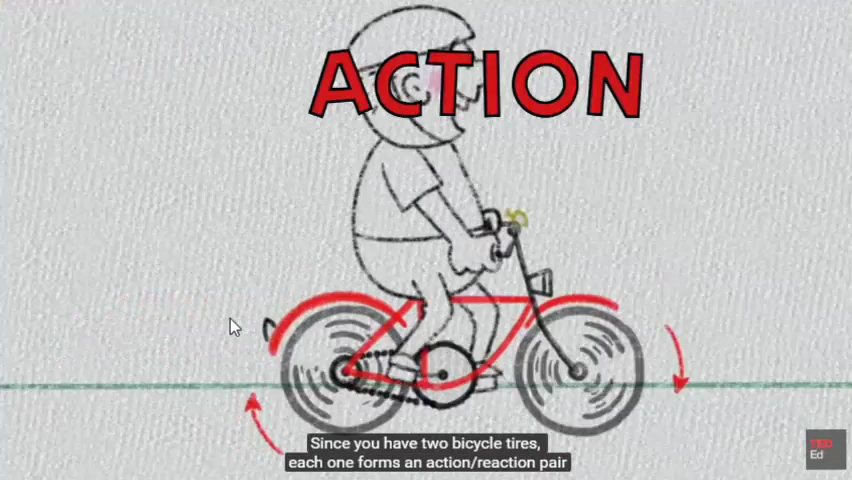 ACTION
Since you have two bicycle tires,
each one forms an action/reaction pair
TED
Ed